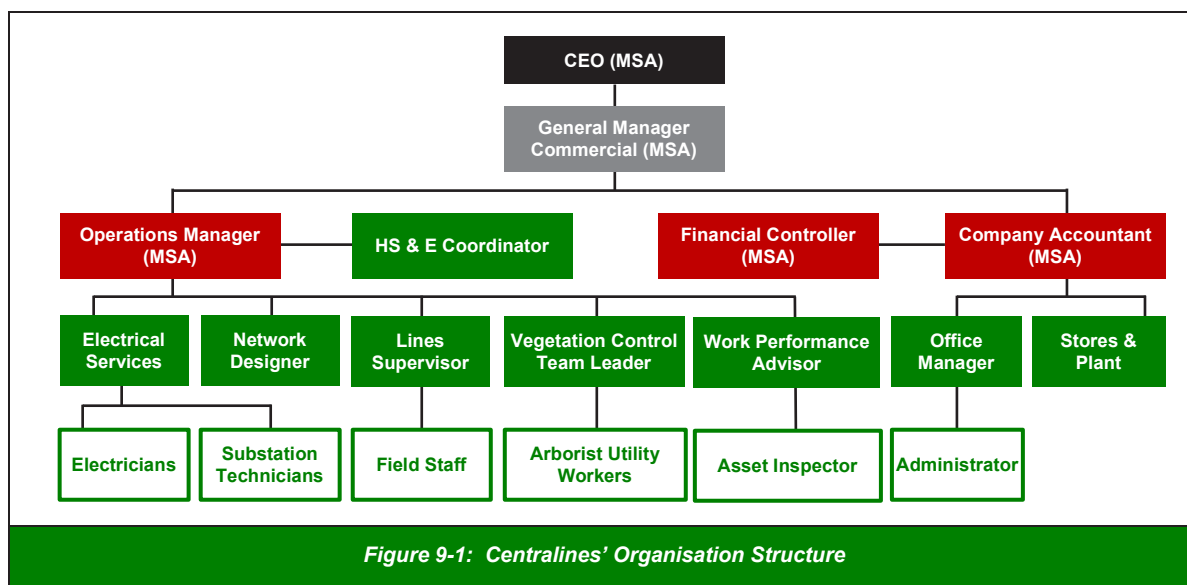 CEO (MSA)
General Manager
Commercial (MSA)
Operations Manager
(MSA)
HS & E Coordinator
Financial Controller
(MSA)
Company Accountant
(MSA)
Electrical
Services
Network
Designer
Lines
Supervisor
Vegetation Control
Team Leader
Work Performance
Advisor
Office
Manager
Stores &
Plant
Electricians
Substation
Technicians
Field Staff
Arborist Utility
Workers
Asset Inspector
Administrator
Figure 9-1: Centralines' Organisation Structure